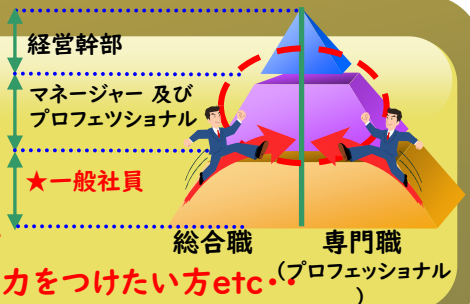 経営幹部
マネージャー 及び
プロフェツショナル
★一般社員
総合職
専門職
(プロフェッショナル
)
力をつけたい方etc・・